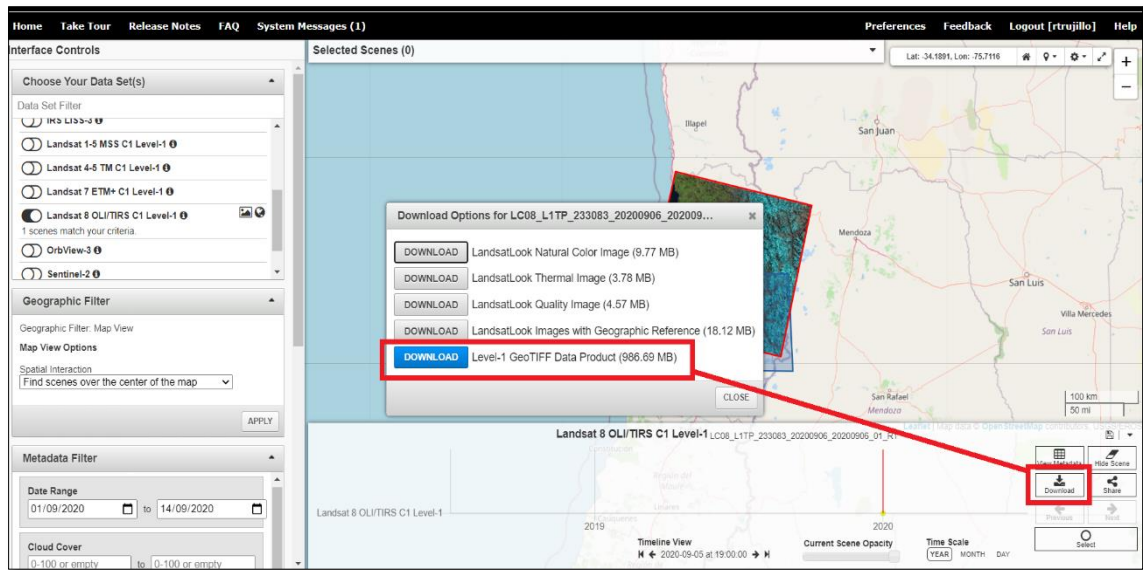 Home Take Tour Release Notes FAQ System Messages (1) Preferences Feedback Logout [rtrujillo] Help
Interface Controls
Choose Your Data Set(s)
Data Set Filter
IRS LISS-3
Landsat 1-5 MSS C1 Level-1
Landsat 4-5 TM C1 Level-1
Landsat 7 ETM+ C1 Level-1
Landsat 8 OLI/TIRS C1 Level-1
1 scenes match your criteria.
OrbView-3
Sentinel-2
Geographic Filter
Geographic Filter: Map View
Map View Options
Spatial Interaction
Find scenes over the center of the map
APPLY
Metadata Filter
Date Range
01/09/2020 to 14/09/2020
Cloud Cover
0-100 or empty to 0-100 or empty
Selected Scenes (0)
Lat: -34.1891, Lon: -75.7116
+
−
Illapel
San Juan
Mendoza
San Luis
Villa Mercedes
San Luis
San Rafael
Mendoza
100 km
50 mi
Download Options for LC08_L1TP_233083_20200906_202009...
DOWNLOAD LandsatLook Natural Color Image (9.77 MB)
DOWNLOAD LandsatLook Thermal Image (3.78 MB)
DOWNLOAD LandsatLook Quality Image (4.57 MB)
DOWNLOAD LandsatLook Images with Geographic Reference (18.12 MB)
DOWNLOAD Level-1 GeoTIFF Data Product (986.69 MB)
CLOSE
Leaflet | Map data © OpenStreetMap contributors,
Landsat 8 OLI/TIRS C1 Level-1 LC08_L1TP_233083_20200906_20200906_01_RT
View Metadata Hide Scene
Download Share
Previous Next
Select
Landsat 8 OLI/TIRS C1 Level-1
2019 2020
Linares
Timeline View
2020-09-05 at 19:00:00
Current Scene Opacity
Time Scale
YEAR MONTH DAY